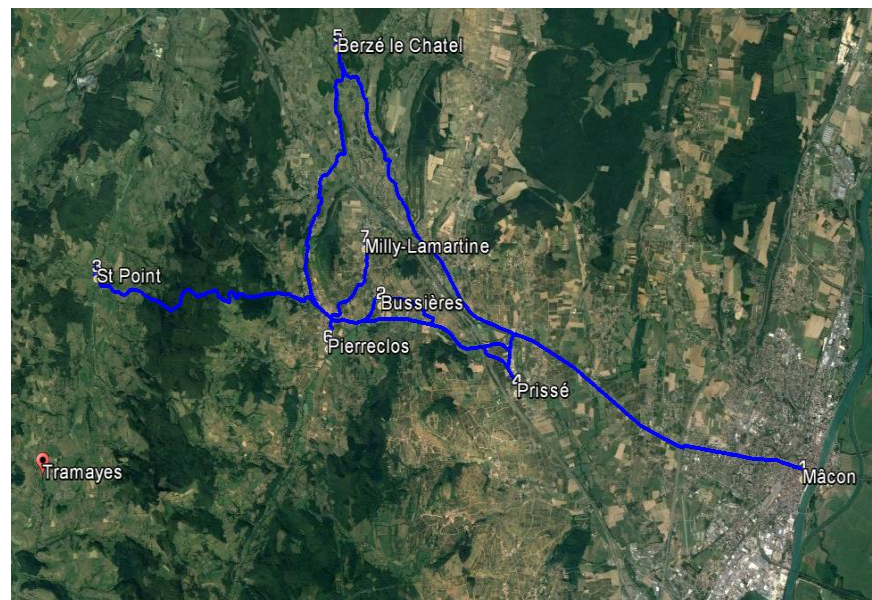 5
Berzé le Chatel
7
Milly-Lamartine
3
St Point
2
Bussières
6
Pierreclos
4
Prissé
Tramayes
1
Mâcon